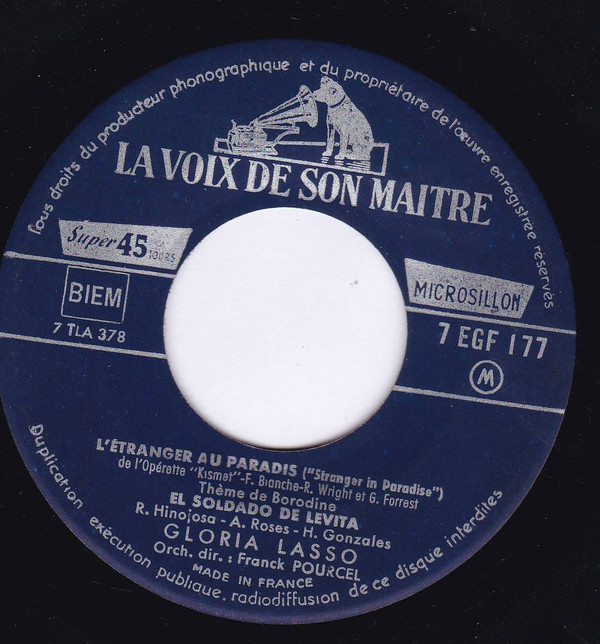 Tous droits du producteur phonographique et du propriétaire de l'œuvre enregistrée réservés
LA VOIX DE SON MAITRE
Super 45 TOURS
BIEM
7 TLA 378
MICROSILLON
7 EGF 177
M
L'ÉTRANGER AU PARADIS ("Stranger in Paradise")
de l'Opérette "Kismet"-F. Blanche-R. Wright et G. Forrest
Thème de Borodine
EL SOLDADO DE LEVITA
R. Hinojosa - A. Roses - H. Gonzales
GLORIA LASSO
Orch. dir. : Franck POURCEL
MADE IN FRANCE
Duplication exécution publique. radiodiffusion de ce disque interdites